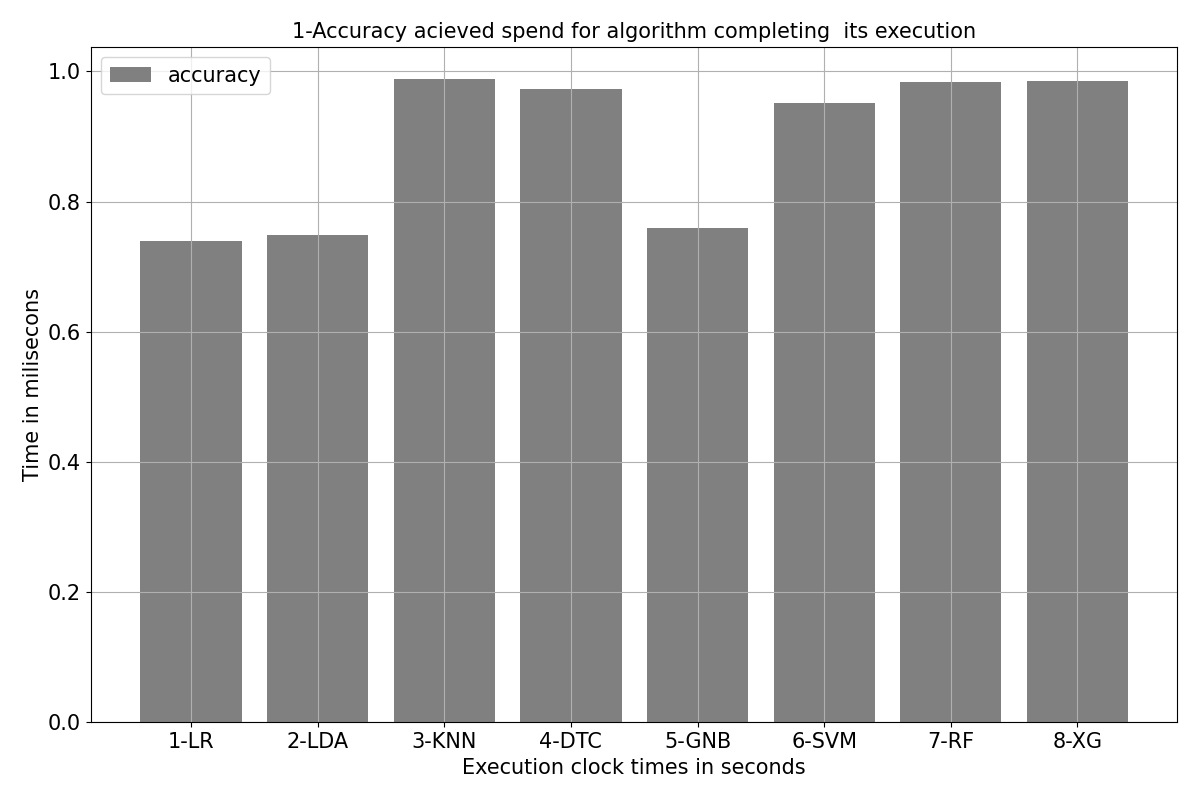 1-Accuracy acieved spend for algorithm completing  its execution
accuracy
Time in milisecons
1.0
0.8
0.6
0.4
0.2
0.0
1-LR 2-LDA 3-KNN 4-DTC 5-GNB 6-SVM 7-RF 8-XG
Execution clock times in seconds